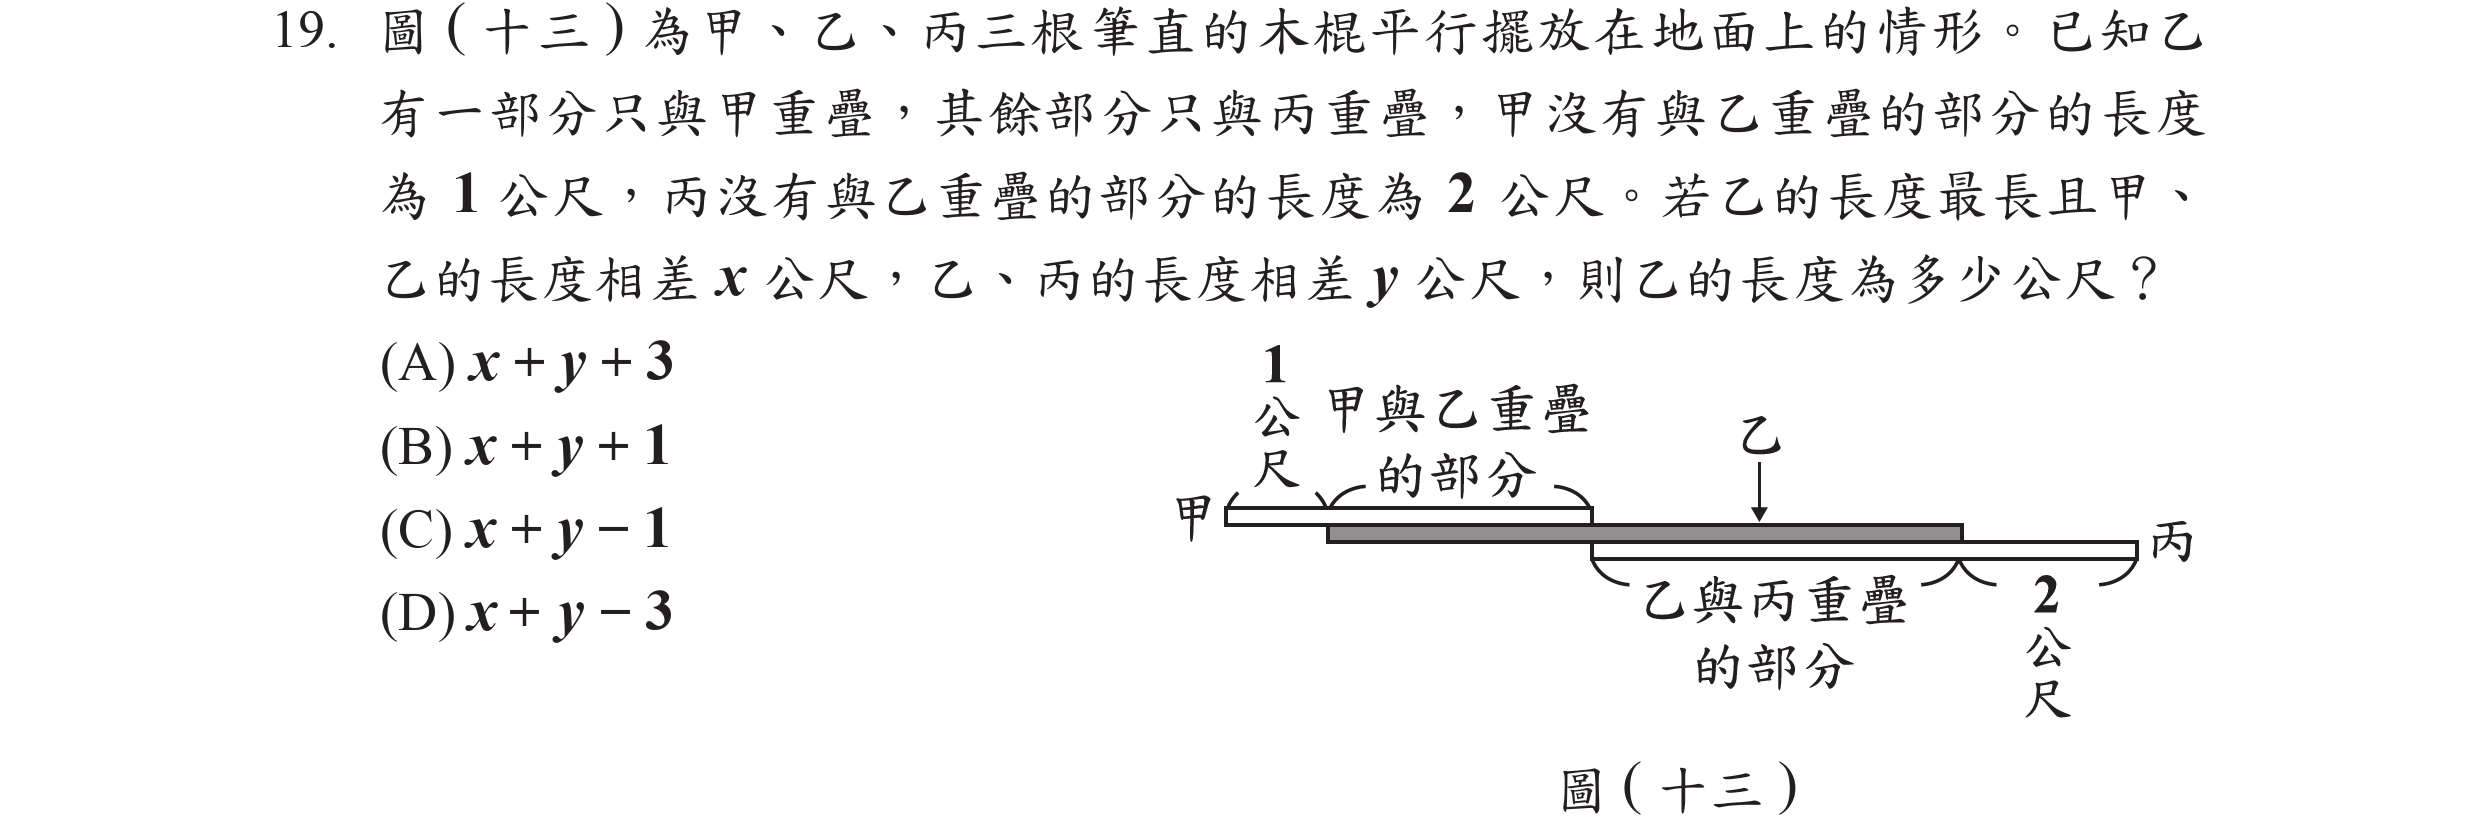 19. 圖(十三)為甲、乙、丙三根筆直的木棍平行擺放在地面上的情形。已知乙
有一部分只與甲重疊，其餘部分只與丙重疊，甲沒有與乙重疊的部分的長度
為 1 公尺，丙沒有與乙重疊的部分的長度為 2 公尺。若乙的長度最長且甲、
乙的長度相差 x 公尺，乙、丙的長度相差 y 公尺，則乙的長度為多少公尺？
(A) x + y + 3
(B) x + y + 1
(C) x + y − 1
(D) x + y − 3
1
公
尺
甲與乙重疊
的部分
乙
甲
丙
乙與丙重疊
的部分
2
公
尺
圖(十三)